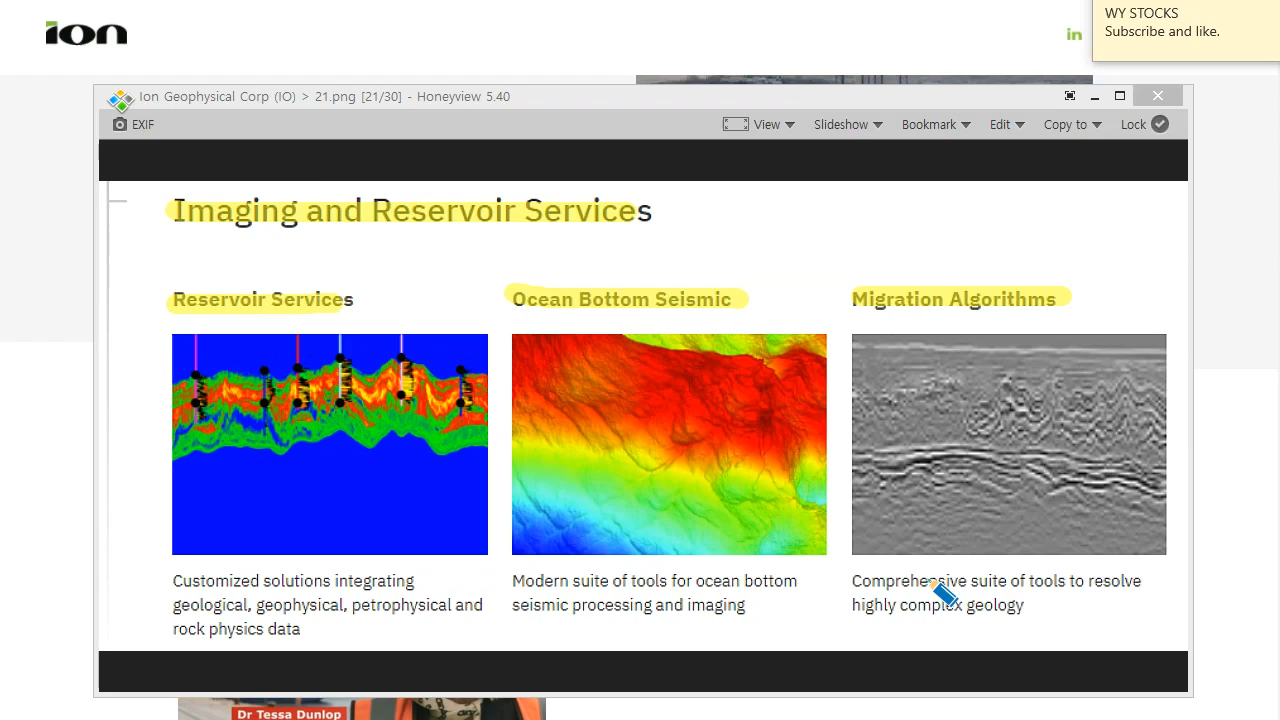 ion
in
WY STOCKS
Subscribe and like.
Ion Geophysical Corp (IO) > 21.png [21/30] - Honeyview 5.40
EXIF
View
Slideshow
Bookmark
Edit
Copy to
Lock
Imaging and Reservoir Services
Reservoir Services
Ocean Bottom Seismic
Migration Algorithms
Customized solutions integrating
geological, geophysical, petrophysical and
rock physics data
Modern suite of tools for ocean bottom
seismic processing and imaging
Comprehensive suite of tools to resolve
highly complex geology
Dr Tessa Dunlop